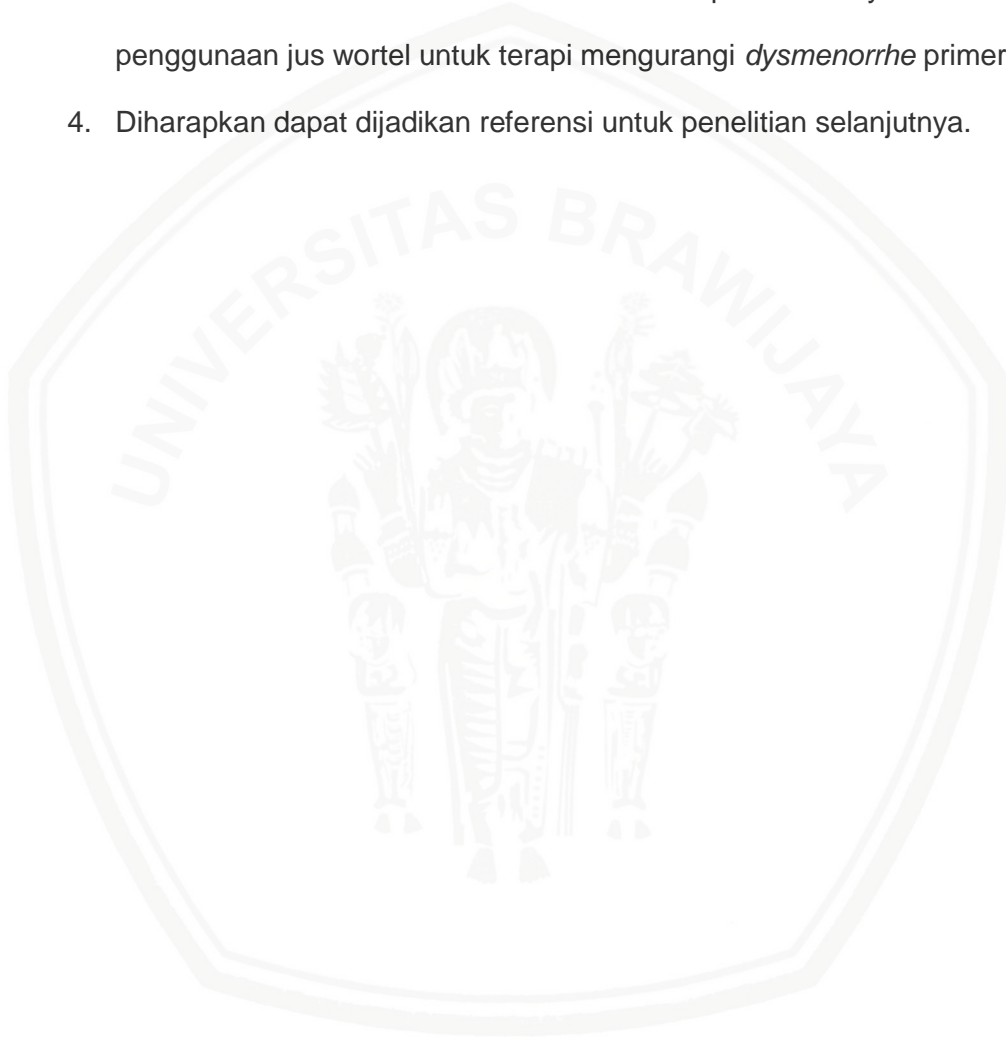 penggunaan jus wortel untuk terapi mengurangi dysmenorrhe primer
4. Diharapkan dapat dijadikan referensi untuk penelitian selanjutnya.
UNIVERSITAS BRAWIJAYA